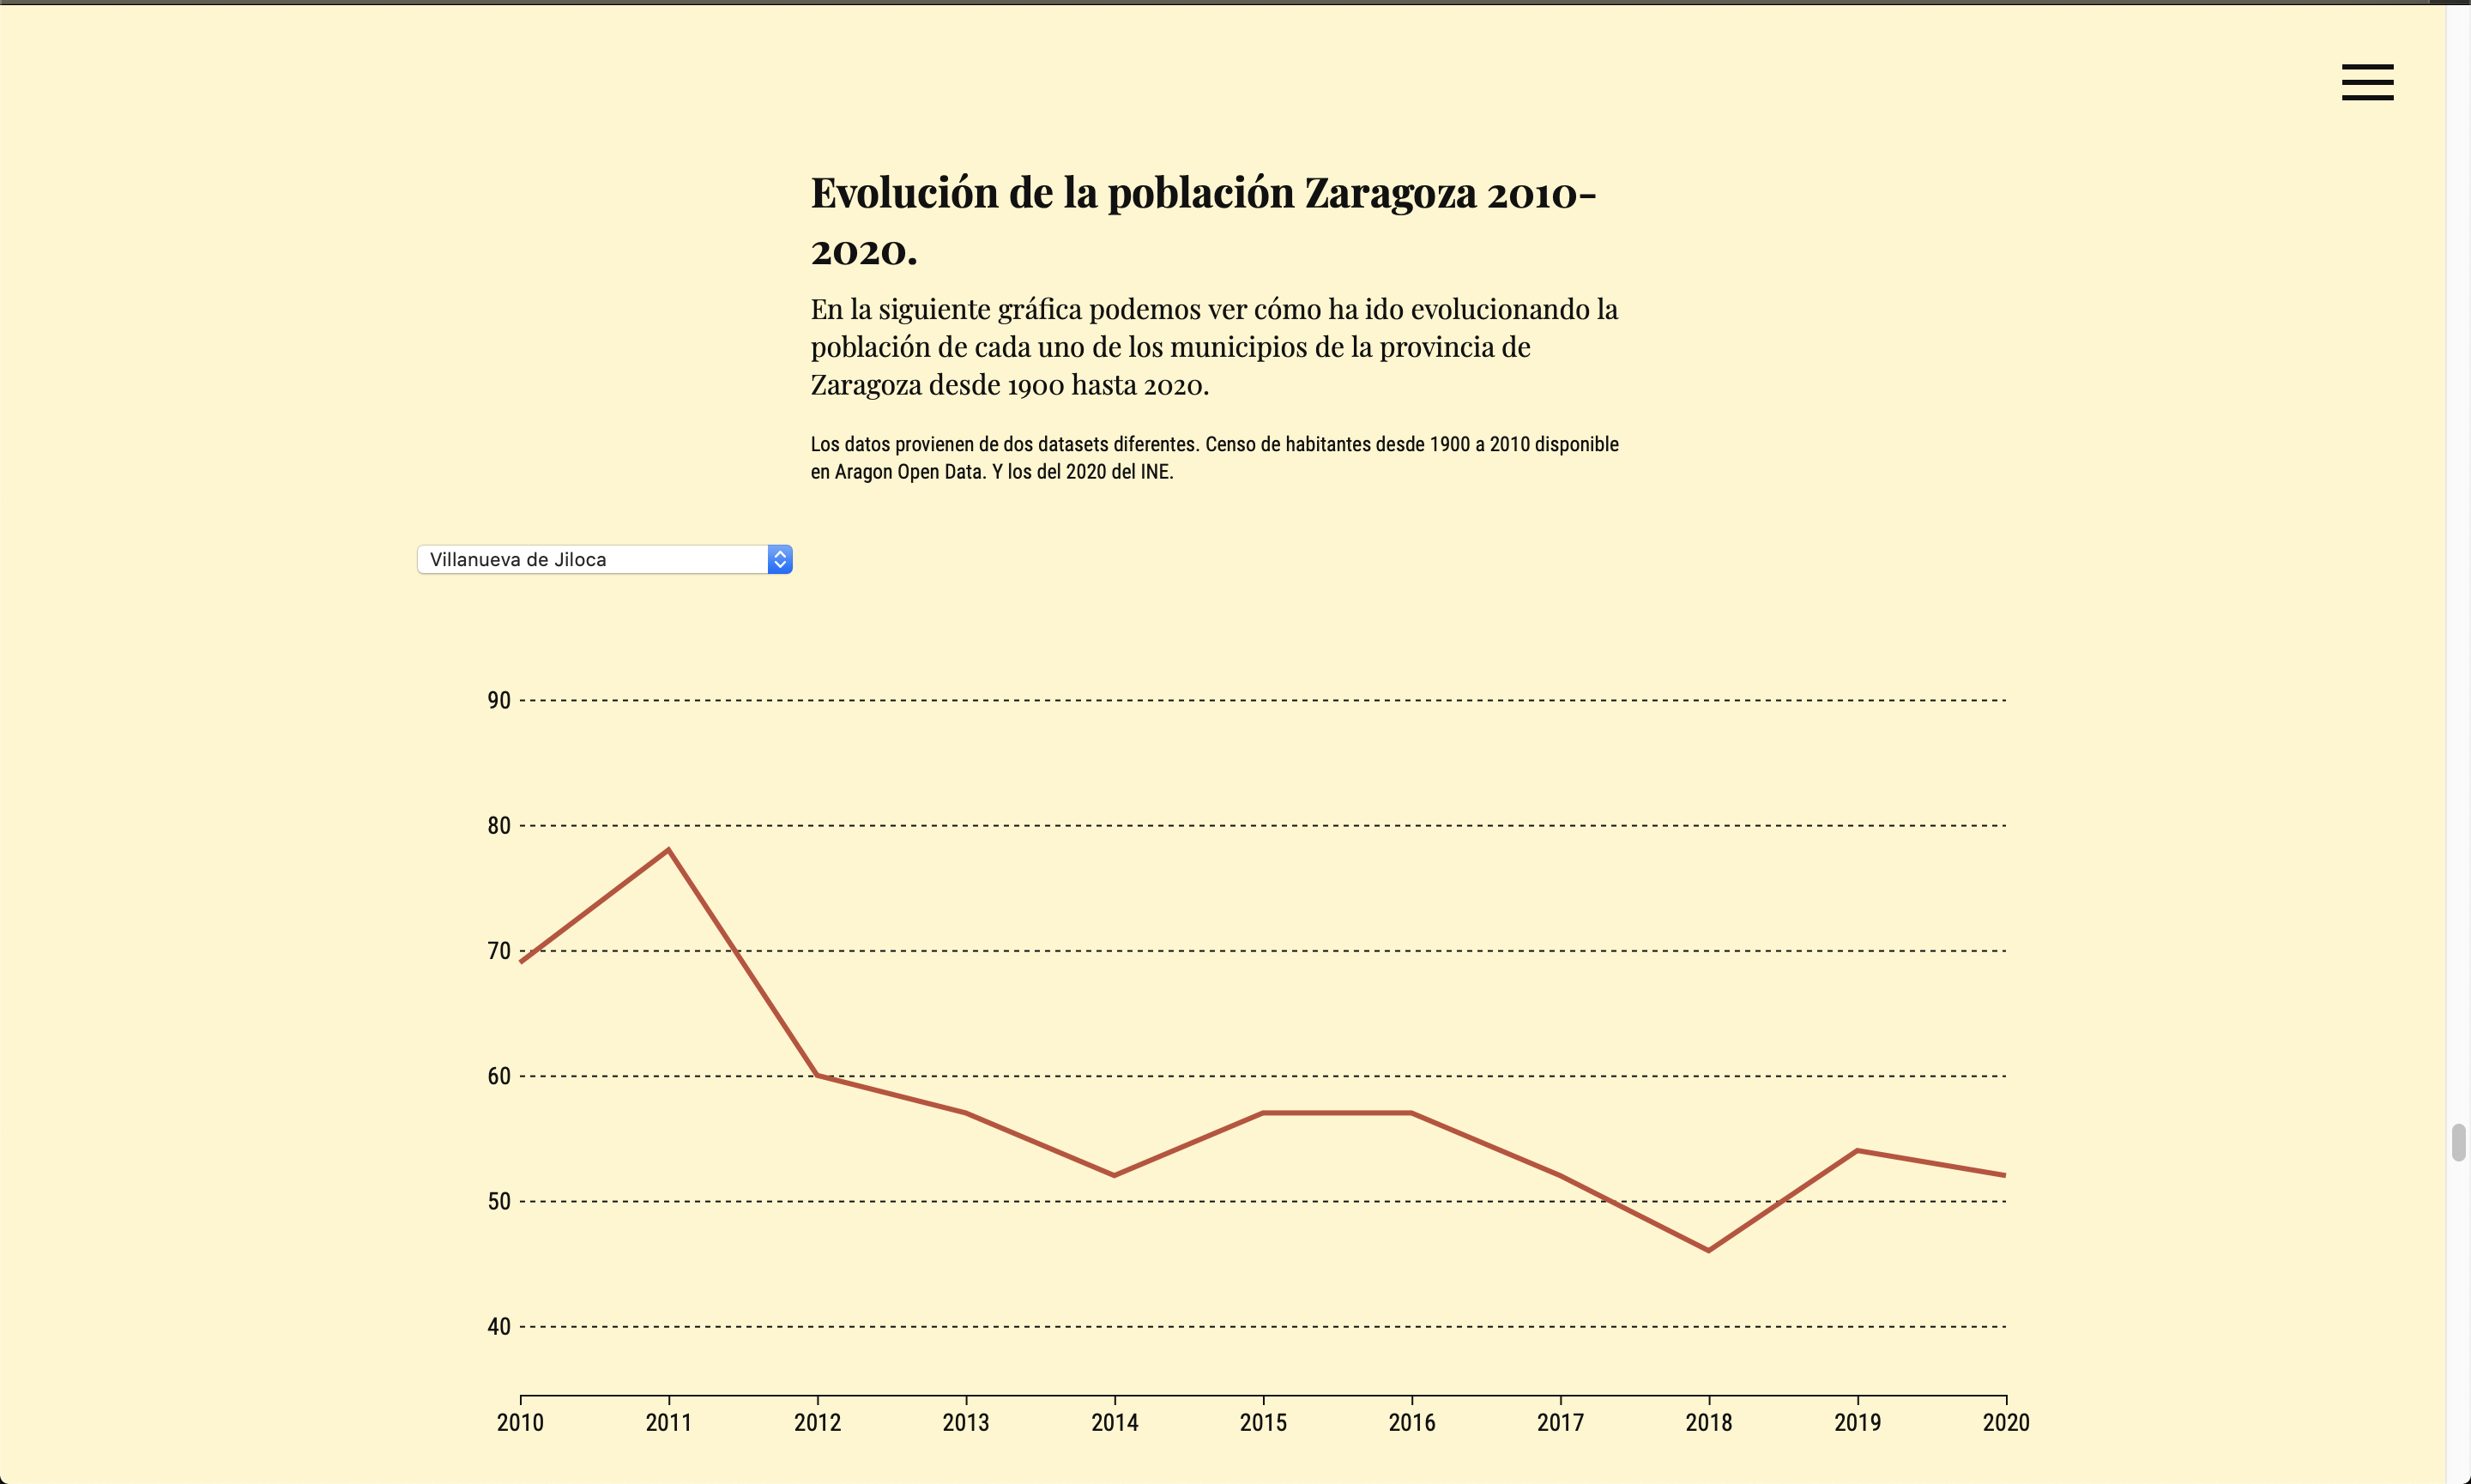 Evolución de la población Zaragoza 2010-
2020.
En la siguiente gráfica podemos ver cómo ha ido evolucionando la
población de cada uno de los municipios de la provincia de
Zaragoza desde 1900 hasta 2020.
Los datos provienen de dos datasets diferentes. Censo de habitantes desde 1900 a 2010 disponible
en Aragon Open Data. Y los del 2020 del INE.
Villanueva de Jiloca
90
80
70
60
50
40
2010 2011 2012 2013 2014 2015 2016 2017 2018 2019 2020